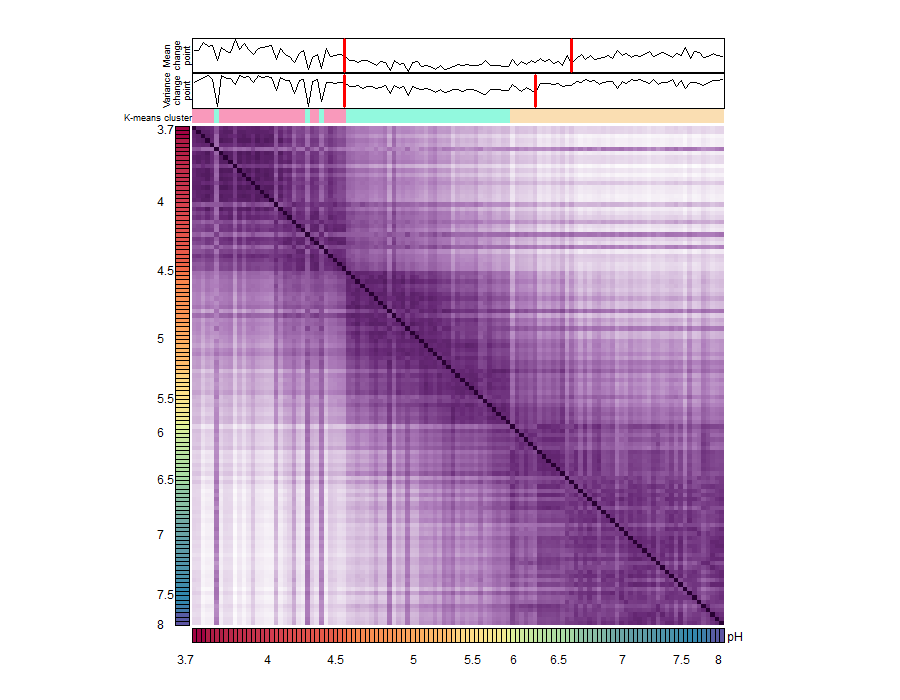 Mean
change
point
Variance
change
point
K-means cluster
3.7
4
4.5
5
5.5
6
6.5
7
7.5
8
pH
3.7 4 4.5 5 5.5 6 6.5 7 7.5 8